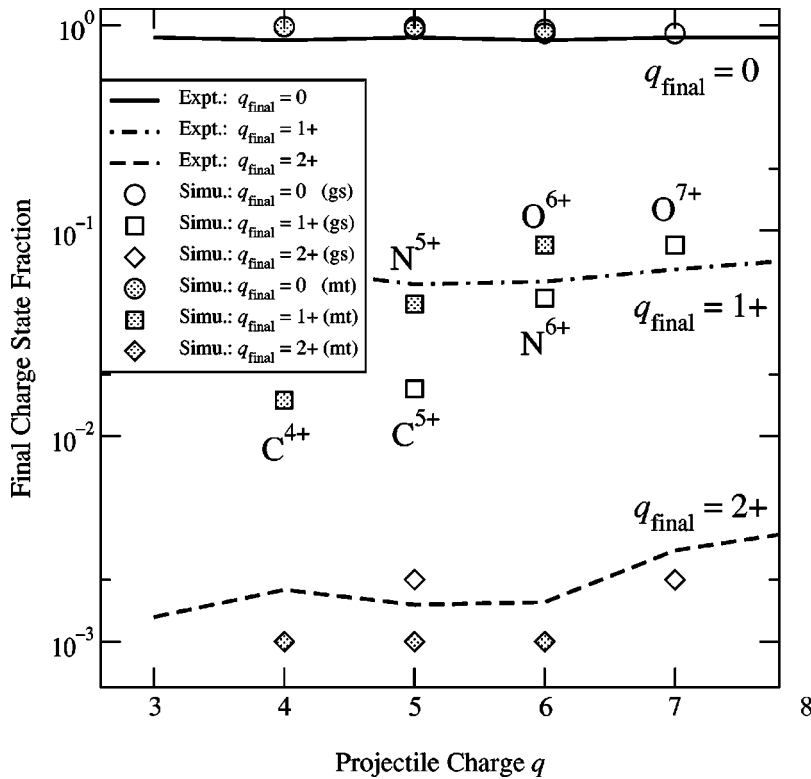 10^0
q_final = 0
Expt.: q_final = 0
Expt.: q_final = 1+
Expt.: q_final = 2+
Simu.: q_final = 0 (gs)
Simu.: q_final = 1+ (gs)
Simu.: q_final = 2+ (gs)
Simu.: q_final = 0 (mt)
Simu.: q_final = 1+ (mt)
Simu.: q_final = 2+ (mt)
O^6+
O^7+
10^-1
N^5+
q_final = 1+
N^6+
C^4+
C^5+
10^-2
q_final = 2+
10^-3
Final Charge State Fraction
3 4 5 6 7 8
Projectile Charge q